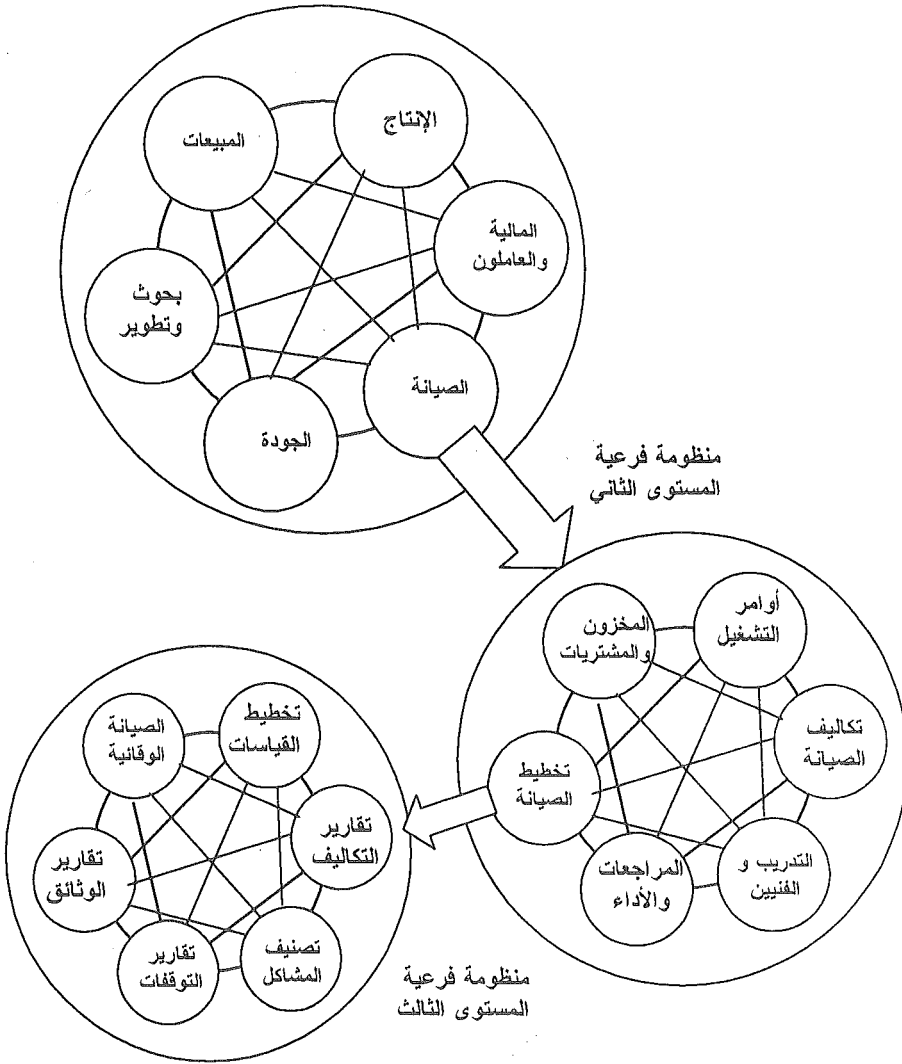 الإنتاج
المبيعات
المالية
والعاملون
بحوث
وتطوير
الصيانة
الجودة
منظومة فرعية
المستوى الثاني
أوامر
التشغيل
المخزون
والمشتريات
تكاليف
الصيانة
تخطيط
الصيانة
التدريب و
الفنيين
المراجعات
والأداء
تخطيط
القياسات
الصيانة
الوقائية
تقارير
التكاليف
تقارير
الوثائق
تصنيف
المشاكل
تقارير
التوقفات
منظومة فرعية
المستوى الثالث